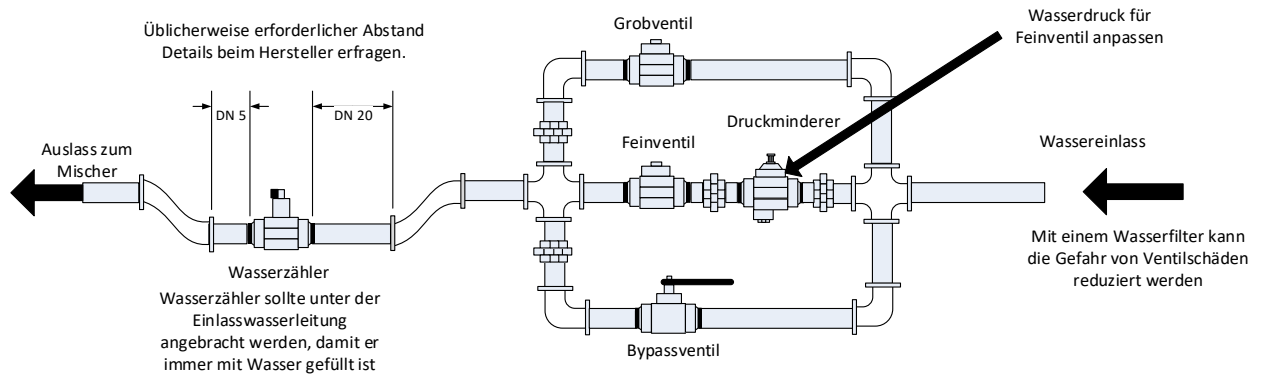 Üblicherweise erforderlicher Abstand
Details beim Hersteller erfragen.
Grobventil
Wasserdruck für
Feinventil anpassen
DN 5
DN 20
Druckminderer
Feinventil
Wassereinlass
Auslass zum
Mischer
Mit einem Wasserfilter kann
die Gefahr von Ventilschäden
reduziert werden
Wasserzähler
Wasserzähler sollte unter der
Einlasswasserleitung
angebracht werden, damit er
immer mit Wasser gefüllt ist
Bypassventil